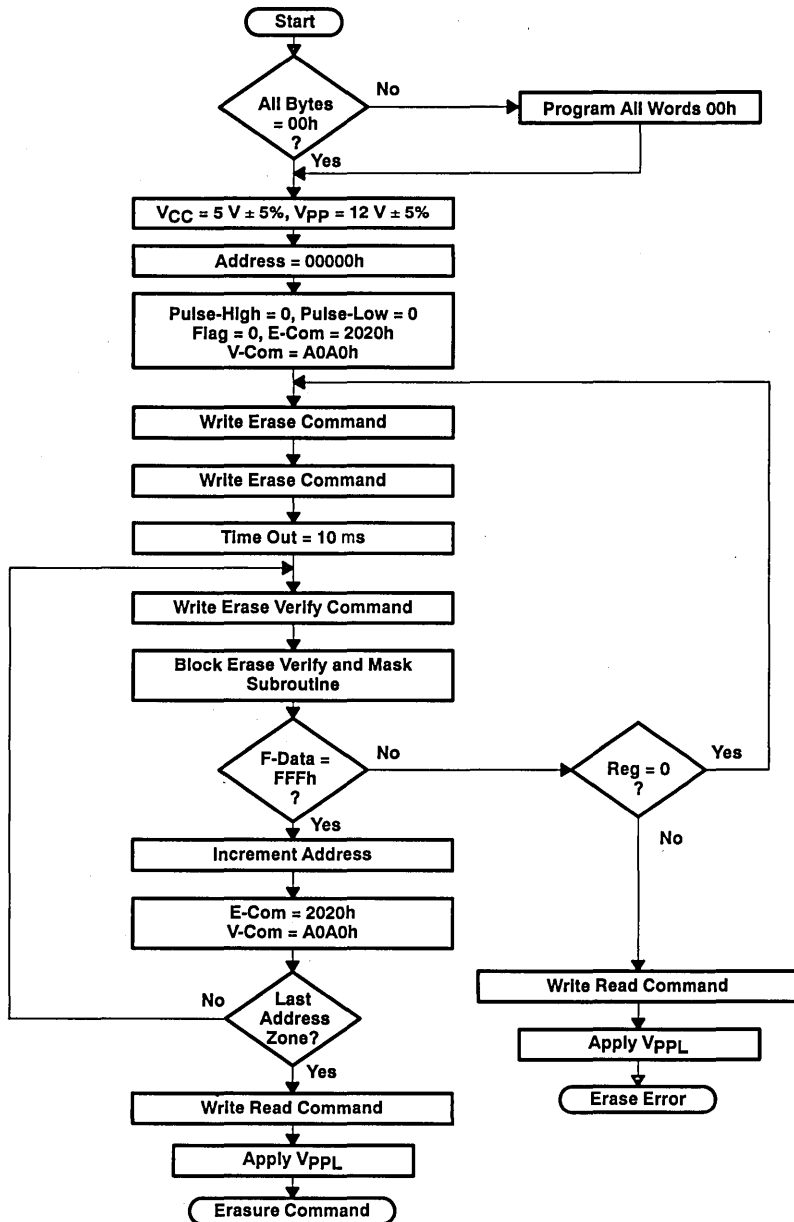 Start
All Bytes
= 00h
?
No
Program All Words 00h
Yes
VCC = 5 V ± 5%, VPP = 12 V ± 5%
Address = 00000h
Pulse-High = 0, Pulse-Low = 0
Flag = 0, E-Com = 2020h
V-Com = A0A0h
Write Erase Command
Write Erase Command
Time Out = 10 ms
Write Erase Verify Command
Block Erase Verify and Mask
Subroutine
F-Data =
FFFh
?
No
Reg = 0
?
Yes
Yes
No
Increment Address
E-Com = 2020h
V-Com = A0A0h
No
Last
Address
Zone?
Yes
Write Read Command
Apply VPPL
Erase Error
Write Read Command
Apply VPPL
Erasure Command